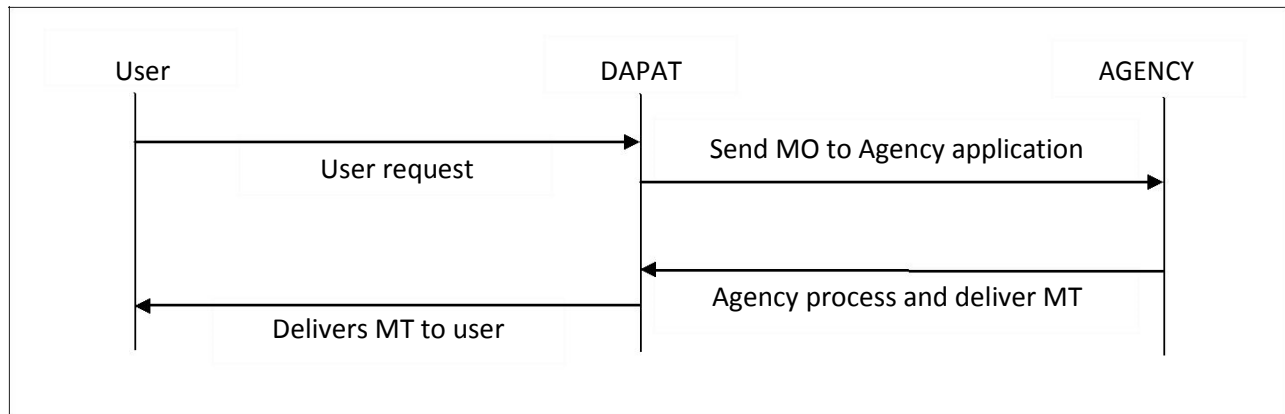 User
DAPAT
AGENCY
User request
Send MO to Agency application
Agency process and deliver MT
Delivers MT to user